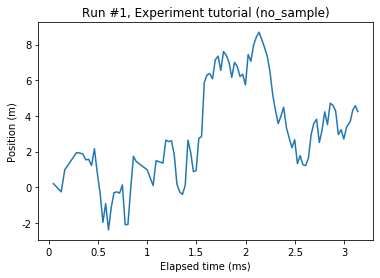 Run #1, Experiment tutorial (no_sample)
8
6
4
2
0
-2
Position (m)
0 0.5 1 1.5 2 2.5 3
Elapsed time (ms)